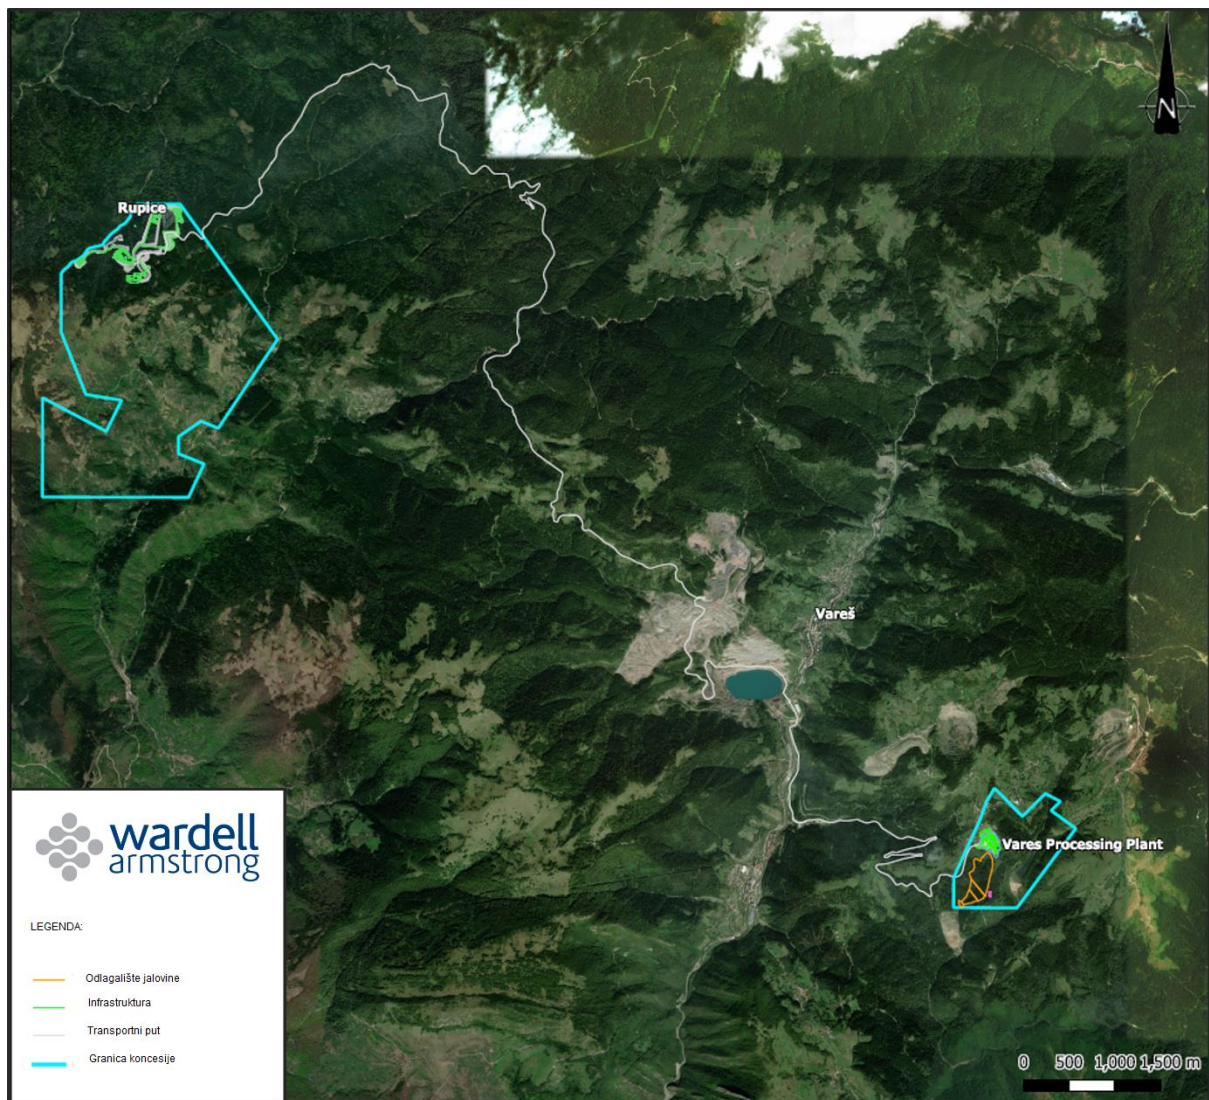 N
Rupice
Vareš
Vares Processing Plant
wardell
armstrong
LEGENDA:
Odlagalište jalovine
Infrastruktura
Transportni put
Granica koncesije
0 500 1,000 1,500 m